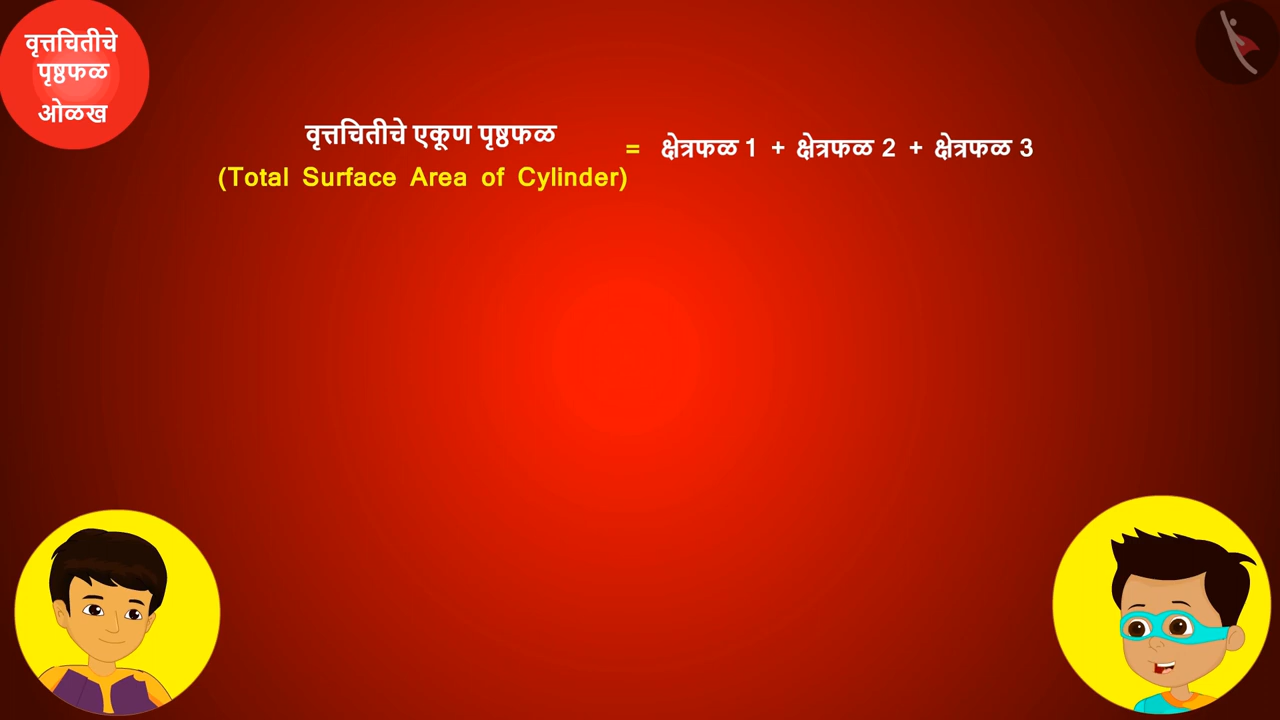 वृत्तचितीचे
पृष्ठफळ
ओळख
वृत्तचितीचे एकूण पृष्ठफळ
(Total Surface Area of Cylinder)
= क्षेत्रफळ 1 + क्षेत्रफळ 2 + क्षेत्रफळ 3